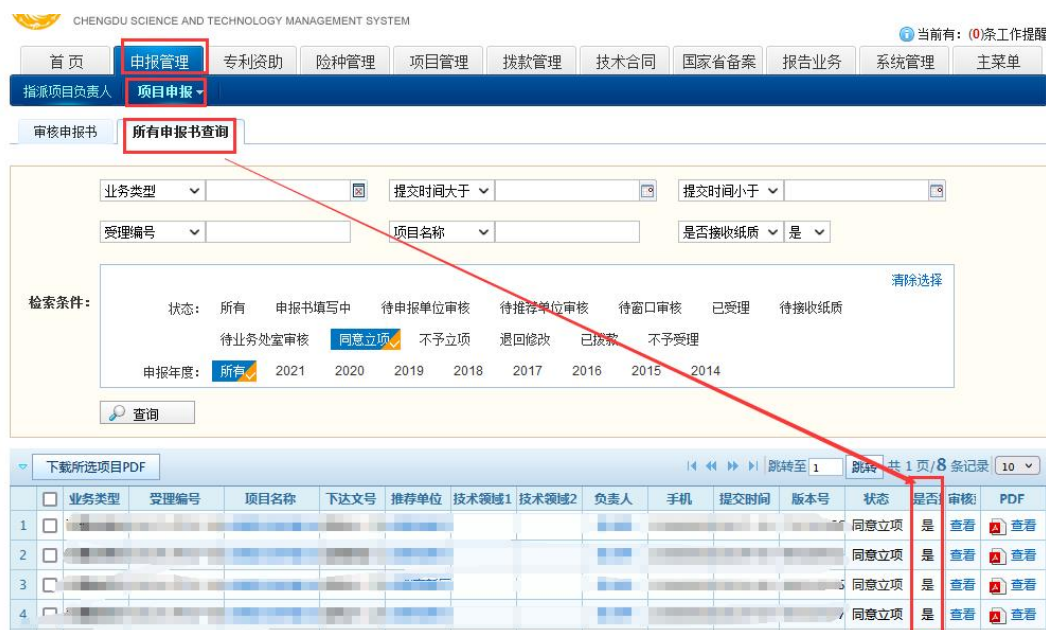 CHENGDU SCIENCE AND TECHNOLOGY MANAGEMENT SYSTEM
当前有: (0)条工作提醒
首页 申报管理 专利资助 险种管理 项目管理 拨款管理 技术合同 国家省备案 报告业务 系统管理 主菜单
指派项目负责人 项目申报
审核申报书 所有申报书查询
业务类型 提交时间大于 提交时间小于
受理编号 项目名称 是否接收纸质 是
清除选择
检索条件:
状态: 所有 申报书填写中 待申报单位审核 待推荐单位审核 待窗口审核 已受理 待接收纸质
待业务处室审核 同意立项 不予立项 退回修改 已拨款 不予受理
申报年度: 所有 2021 2020 2019 2018 2017 2016 2015 2014
查询
下载所选项目PDF 跳转至 1 跳转 共 1 页/8 条记录 10
业务类型 受理编号 项目名称 下达文号 推荐单位 技术领域1 技术领域2 负责人 手机 提交时间 版本号 状态 是否 审核 PDF
1 同意立项 是 查看 查看
2 同意立项 是 查看 查看
3 同意立项 是 查看 查看
4 同意立项 是 查看 查看